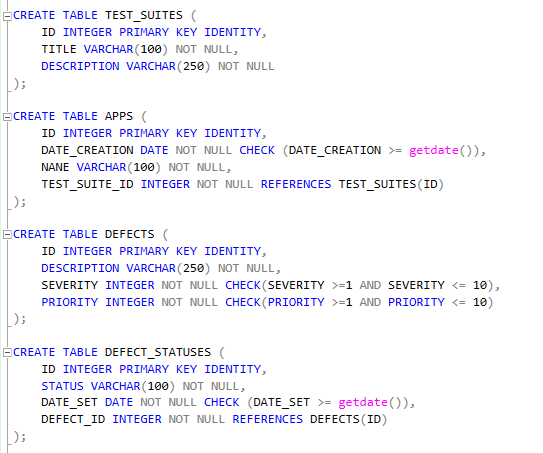 CREATE TABLE TEST_SUITES (
ID INTEGER PRIMARY KEY IDENTITY,
TITLE VARCHAR(100) NOT NULL,
DESCRIPTION VARCHAR(250) NOT NULL
);
CREATE TABLE APPS (
ID INTEGER PRIMARY KEY IDENTITY,
DATE_CREATION DATE NOT NULL CHECK (DATE_CREATION >= getdate()),
NANE VARCHAR(100) NOT NULL,
TEST_SUITE_ID INTEGER NOT NULL REFERENCES TEST_SUITES(ID)
);
CREATE TABLE DEFECTS (
ID INTEGER PRIMARY KEY IDENTITY,
DESCRIPTION VARCHAR(250) NOT NULL,
SEVERITY INTEGER NOT NULL CHECK(SEVERITY >=1 AND SEVERITY <= 10),
PRIORITY INTEGER NOT NULL CHECK(PRIORITY >=1 AND PRIORITY <= 10)
);
CREATE TABLE DEFECT_STATUSES (
ID INTEGER PRIMARY KEY IDENTITY,
STATUS VARCHAR(100) NOT NULL,
DATE_SET DATE NOT NULL CHECK (DATE_SET >= getdate()),
DEFECT_ID INTEGER NOT NULL REFERENCES DEFECTS(ID)
);